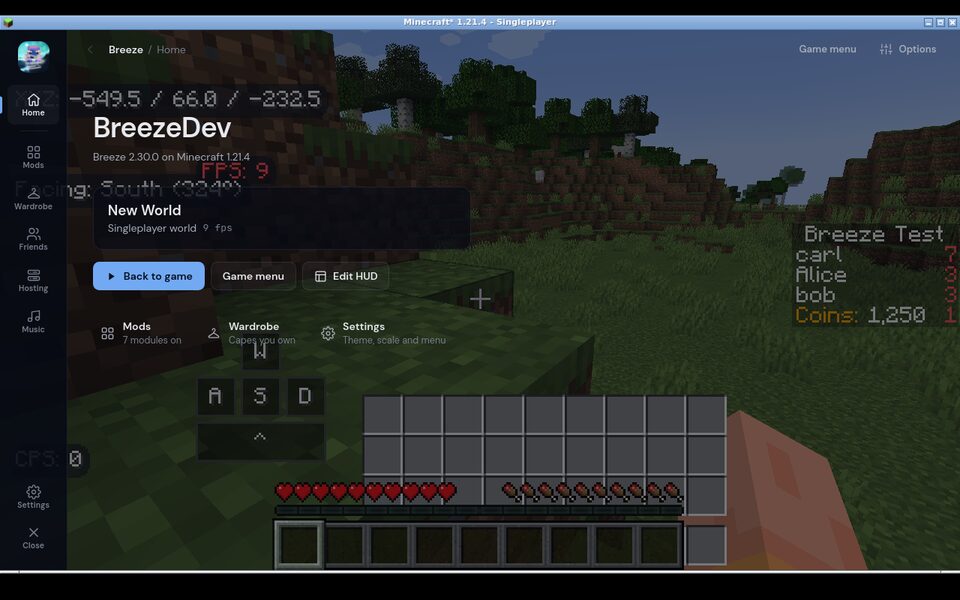 Minecraft* 1.21.4 - Singleplayer
Breeze / Home
Game menu
Options
Home
-549.5 / 66.0 / -232.5
BreezeDev
Breeze 2.30.0 on Minecraft 1.21.4
FPS: 9
Mods
Facing: South (324°)
Wardrobe
New World
Singleplayer world 9 fps
Friends
Breeze Test
carl 7
Alice 3
bob 3
Coins: 1,250 1
Back to game
Game menu
Edit HUD
Hosting
Music
Mods
7 modules on
Wardrobe
Capes you own
Settings
Theme, scale and menu
W
A S D
^
CPS: 0
Settings
Close